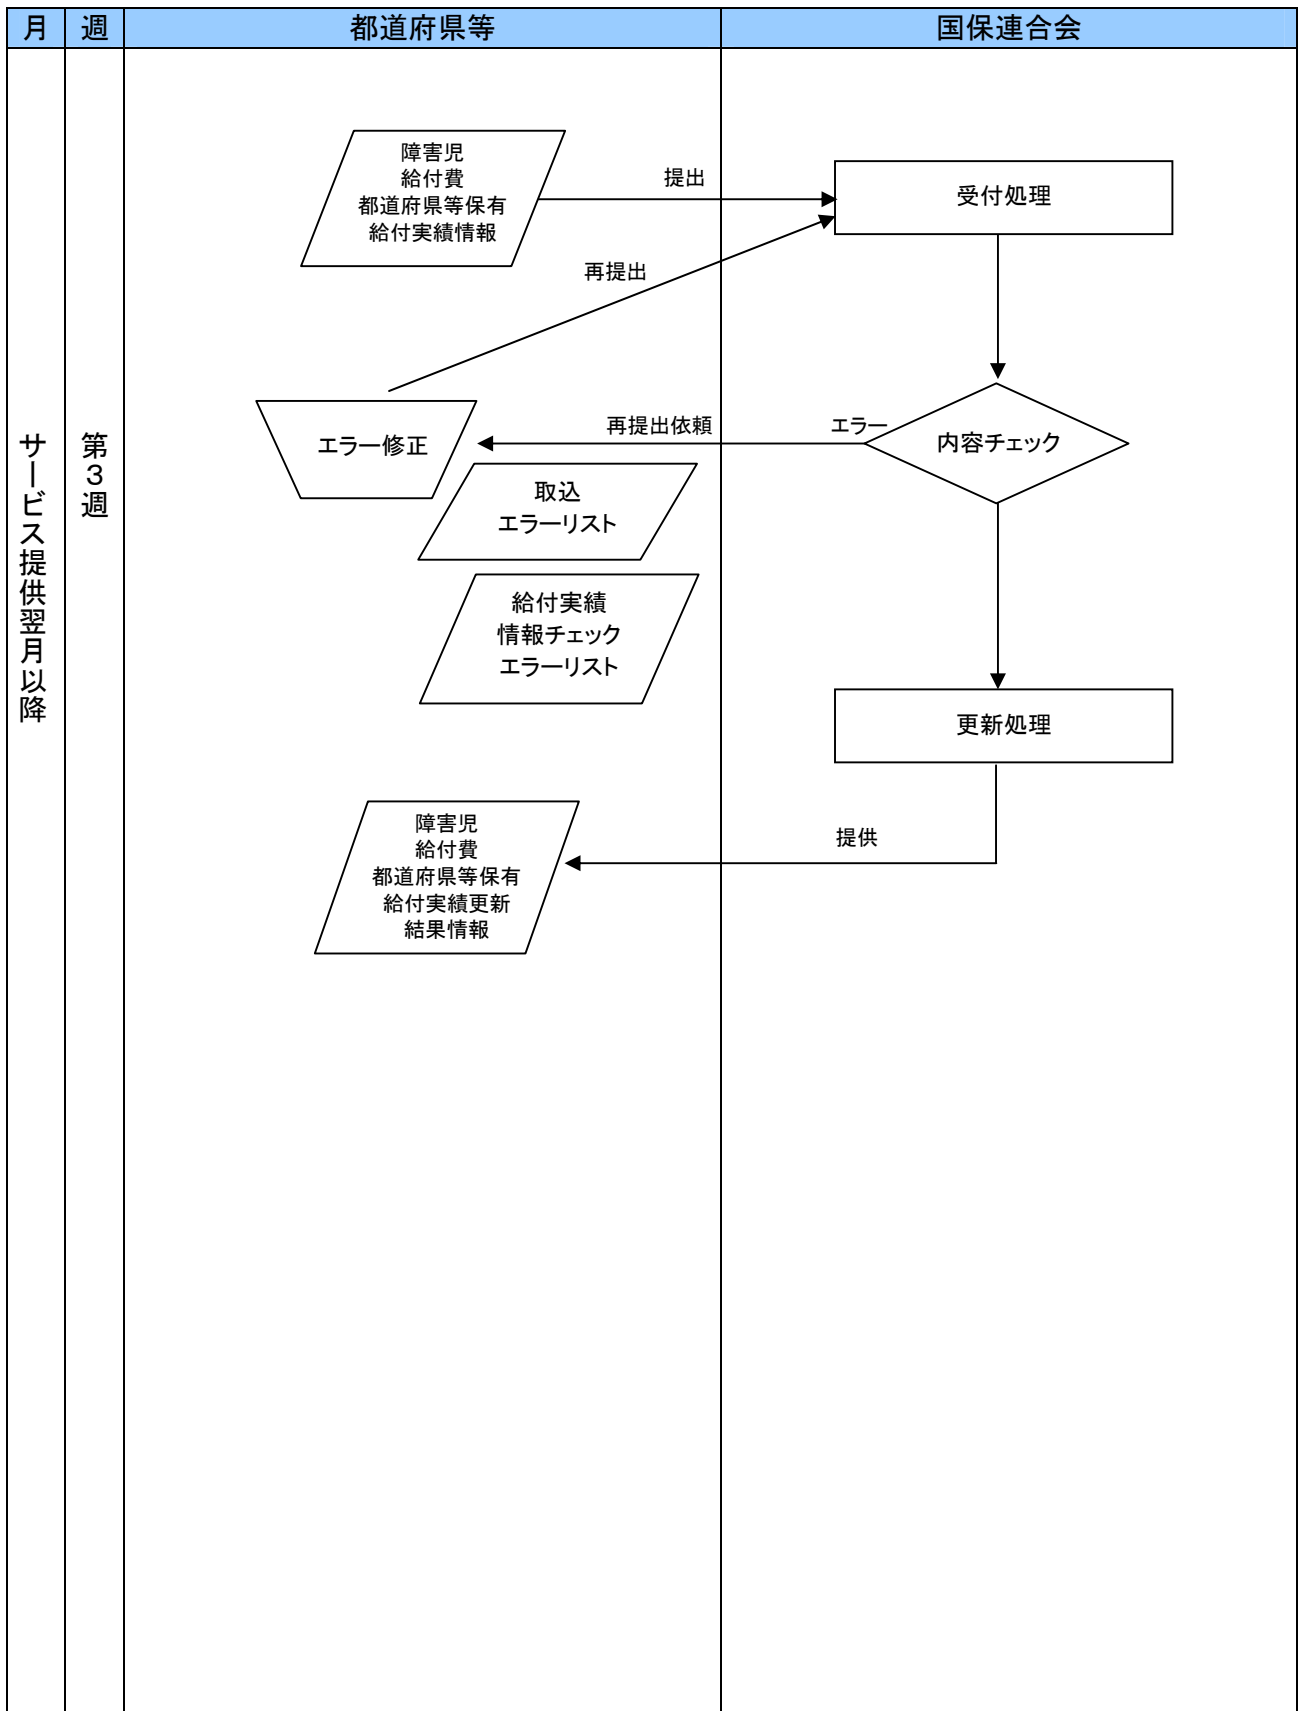 月
週
都道府県等
国保連合会
サービス提供翌月以降
第3週
障害児
給付費
都道府県等保有
給付実績情報
提出
受付処理
再提出
エラー修正
再提出依頼
エラー
内容チェック
取込
エラーリスト
給付実績
情報チェック
エラーリスト
更新処理
提供
障害児
給付費
都道府県等保有
給付実績更新
結果情報